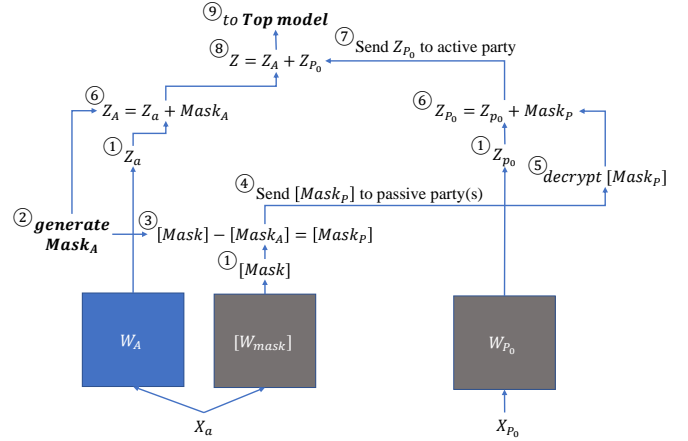 ⑨ to Top model
⑧ Z = Z_A + Z_{P_0}
⑦ Send Z_{P_0} to active party
⑥ Z_A = Z_a + Mask_A
⑥ Z_{P_0} = Z_{p_0} + Mask_P
① Z_a
① Z_{p_0}
⑤ decrypt [Mask_P]
④ Send [Mask_P] to passive party(s)
② generate
Mask_A
③ [Mask] − [Mask_A] = [Mask_P]
① [Mask]
W_A
[W_{mask}]
W_{P_0}
X_a
X_{P_0}